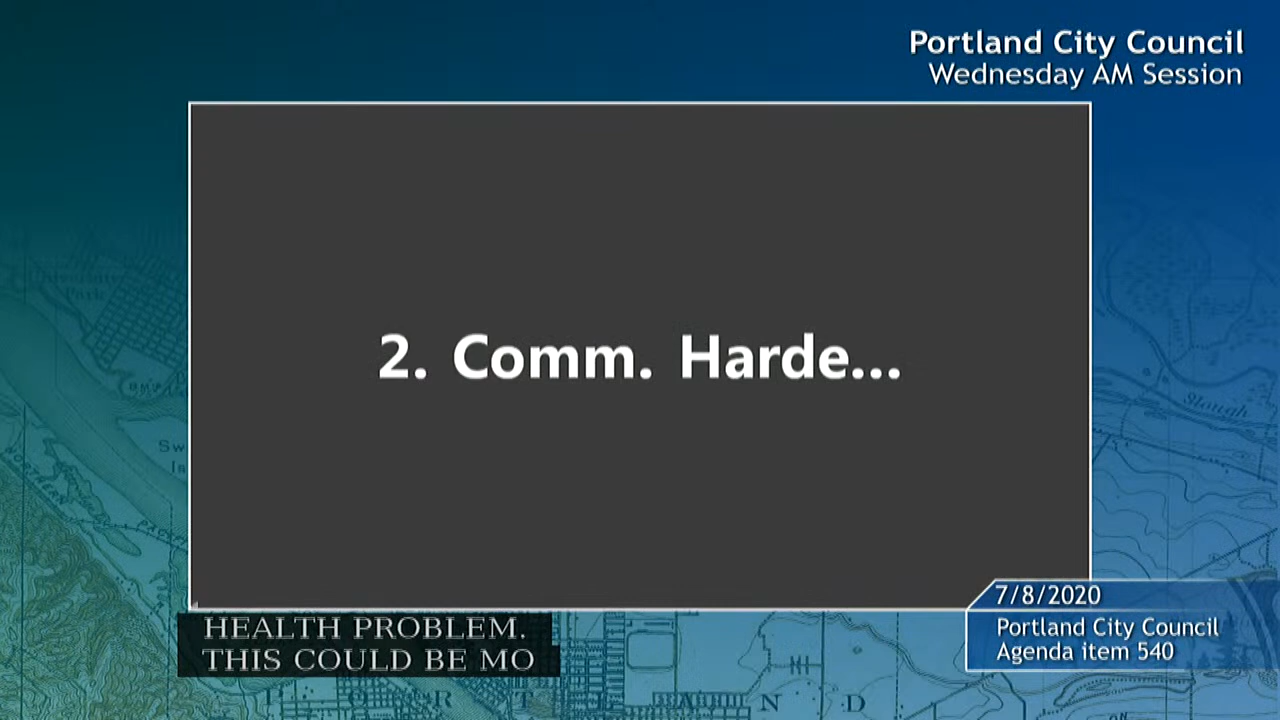 Portland City Council
Wednesday AM Session
2. Comm. Harde...
HEALTH PROBLEM.
THIS COULD BE MO
7/8/2020
Portland City Council
Agenda item 540
Slough
P O R T L A N D